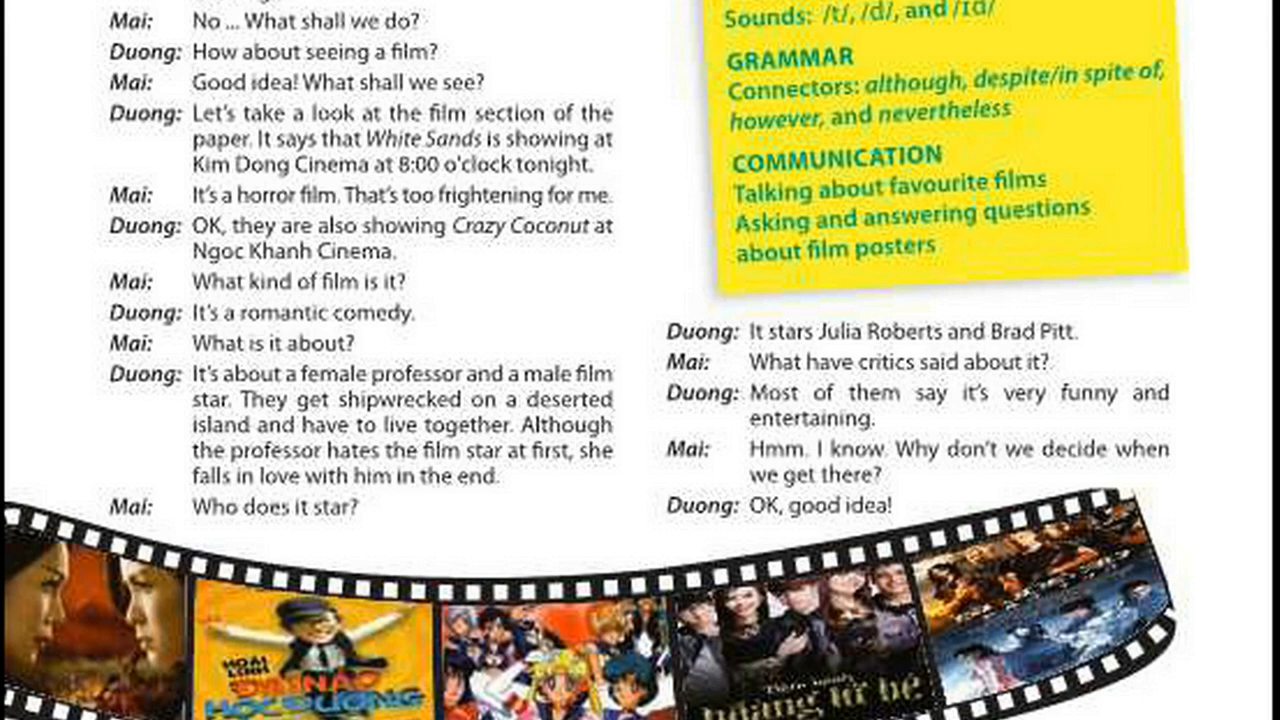 Mai: No ... What shall we do?
Duong: How about seeing a film?
Mai: Good idea! What shall we see?
Duong: Let's take a look at the film section of the
paper. It says that White Sands is showing at
Kim Dong Cinema at 8:00 o'clock tonight.
Mai: It's a horror film. That's too frightening for me.
Duong: OK, they are also showing Crazy Coconut at
Ngoc Khanh Cinema.
Mai: What kind of film is it?
Duong: It's a romantic comedy.
Mai: What is it about?
Duong: It's about a female professor and a male film
star. They get shipwrecked on a deserted
island and have to live together. Although
the professor hates the film star at first, she
falls in love with him in the end.
Mai: Who does it star?
Sounds: /t/, /d/, and /ɪd/
GRAMMAR
Connectors: although, despite/in spite of,
however, and nevertheless
COMMUNICATION
Talking about favourite films
Asking and answering questions
about film posters
Duong: It stars Julia Roberts and Brad Pitt.
Mai: What have critics said about it?
Duong: Most of them say it's very funny and
entertaining.
Mai: Hmm. I know. Why don't we decide when
we get there?
Duong: OK, good idea!
HOÀI
LINH
HỌC ĐƯỜNG
to be